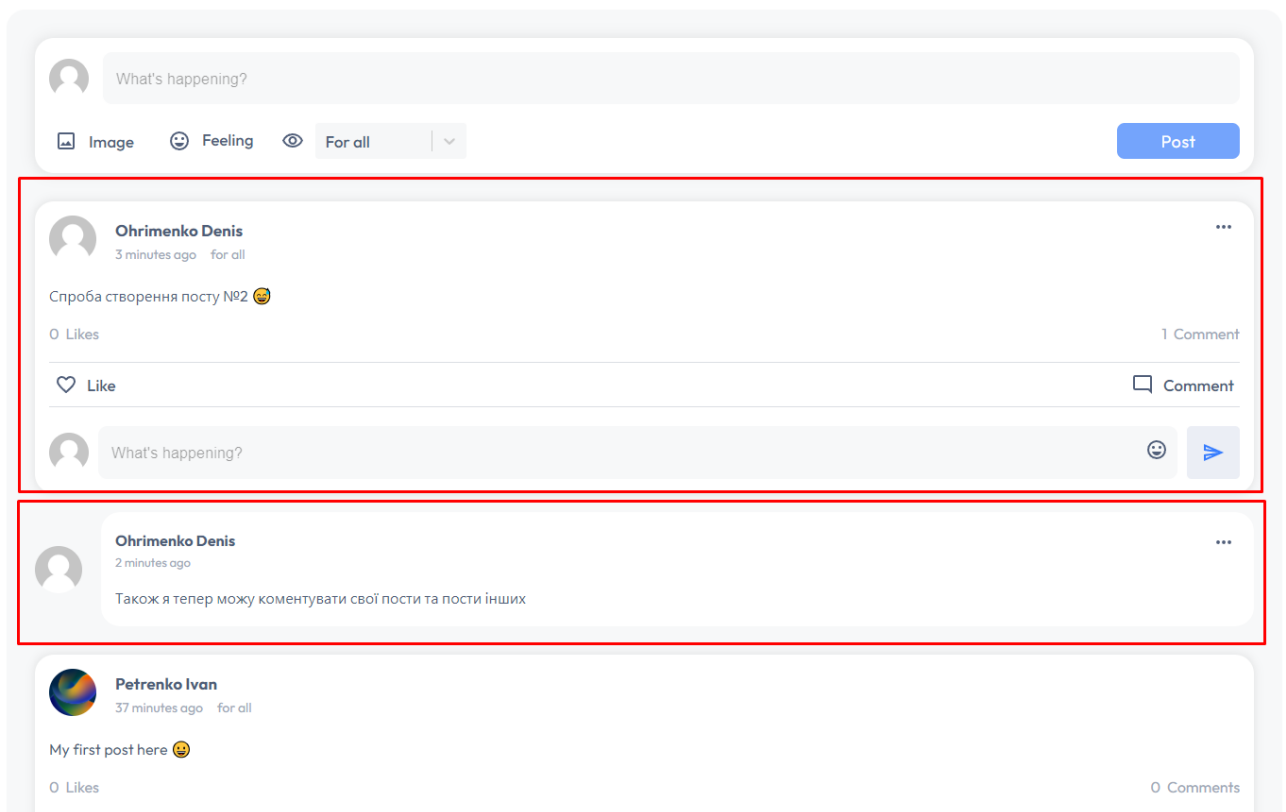 What's happening?
Image Feeling For all Post
Ohrimenko Denis
3 minutes ago for all
Спроба створення посту №2 😅
0 Likes 1 Comment
Like Comment
What's happening?
Ohrimenko Denis
2 minutes ago
Також я тепер можу коментувати свої пости та пости інших
Petrenko Ivan
37 minutes ago for all
My first post here 😀
0 Likes 0 Comments